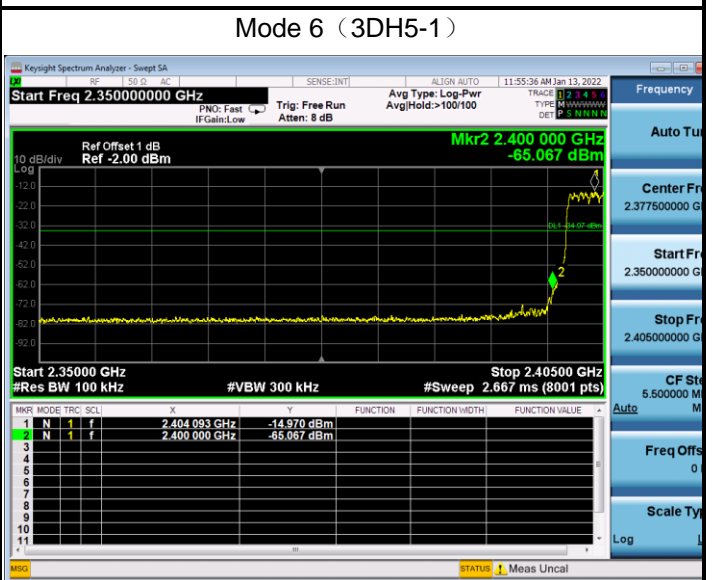 Mode 6（3DH5-1）
Keysight Spectrum Analyzer - Swept SA
RF 50 Ω AC SENSE:INT ALIGN AUTO 11:55:36 AM Jan 13, 2022
Start Freq 2.350000000 GHz
PNO: Fast
IFGain:Low
Trig: Free Run
Atten: 8 dB
Avg Type: Log-Pwr
Avg|Hold:>100/100
TRACE 1 2 3 4 5 6
TYPE M W W W W W
DET P S N N N N
Ref Offset 1 dB
10 dB/div Ref -2.00 dBm
Log
Mkr2 2.400 000 GHz
-65.067 dBm
-12.0
-22.0
-32.0
DL1 -34.07 dBm
-42.0
-52.0
2
-62.0
-72.0
-82.0
-92.0
Start 2.35000 GHz Stop 2.40500 GHz
#Res BW 100 kHz #VBW 300 kHz #Sweep 2.667 ms (8001 pts)
MKR MODE TRC SCL X Y FUNCTION FUNCTION WIDTH FUNCTION VALUE
1 N 1 f 2.404 093 GHz -14.970 dBm
2 N 1 f 2.400 000 GHz -65.067 dBm
3
4
5
6
7
8
9
10
11
MSG STATUS Meas Uncal
Frequency
Auto Tu
Center Fr
2.377500000 G
Start Fr
2.350000000 G
Stop Fr
2.405000000 G
CF Ste
5.500000 M
Auto M
Freq Offs
0
Scale Ty
Log